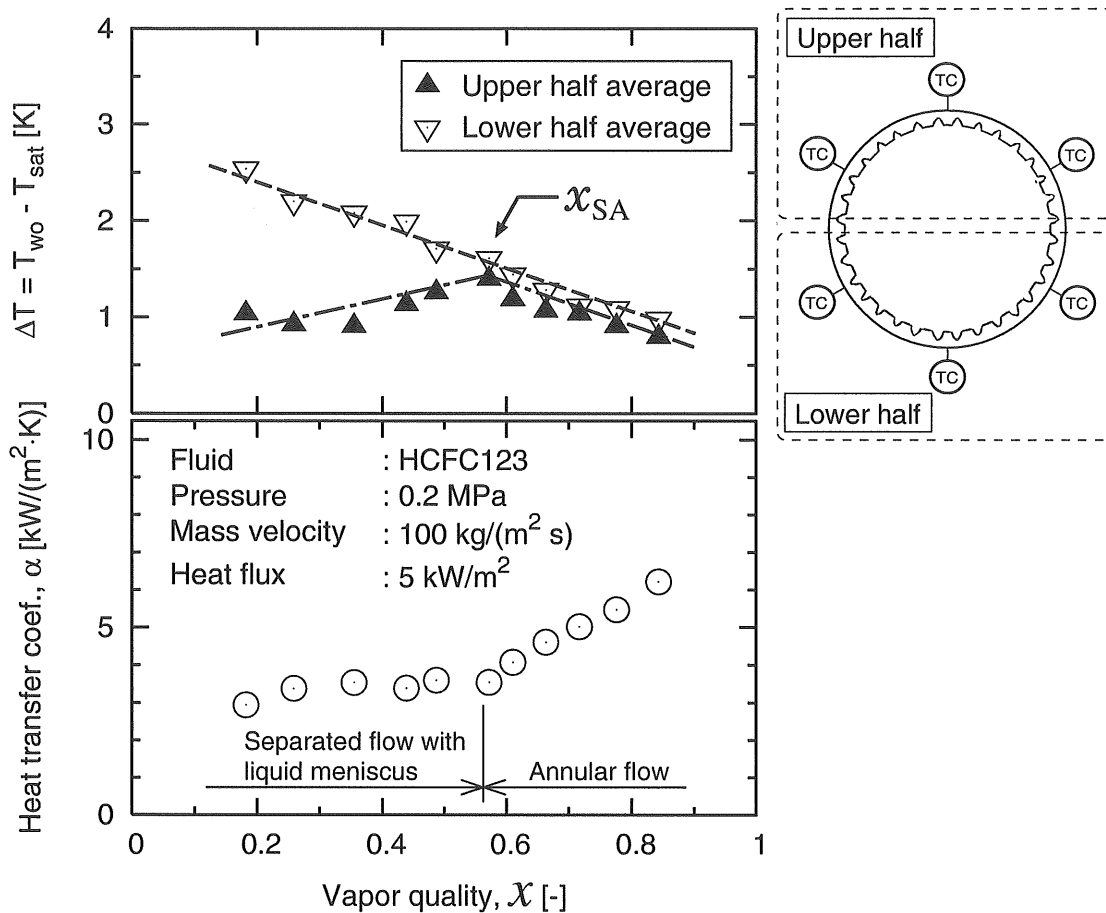 4
3
2
1
0
ΔT = T_wo - T_sat [K]
Upper half average
Lower half average
x_SA
Upper half
TC
TC
TC
TC
TC
TC
Lower half
10
5
0
Heat transfer coef., α [kW/(m²·K)]
Fluid : HCFC123
Pressure : 0.2 MPa
Mass velocity : 100 kg/(m² s)
Heat flux : 5 kW/m²
Separated flow with
liquid meniscus
Annular flow
0 0.2 0.4 0.6 0.8 1
Vapor quality, x [-]